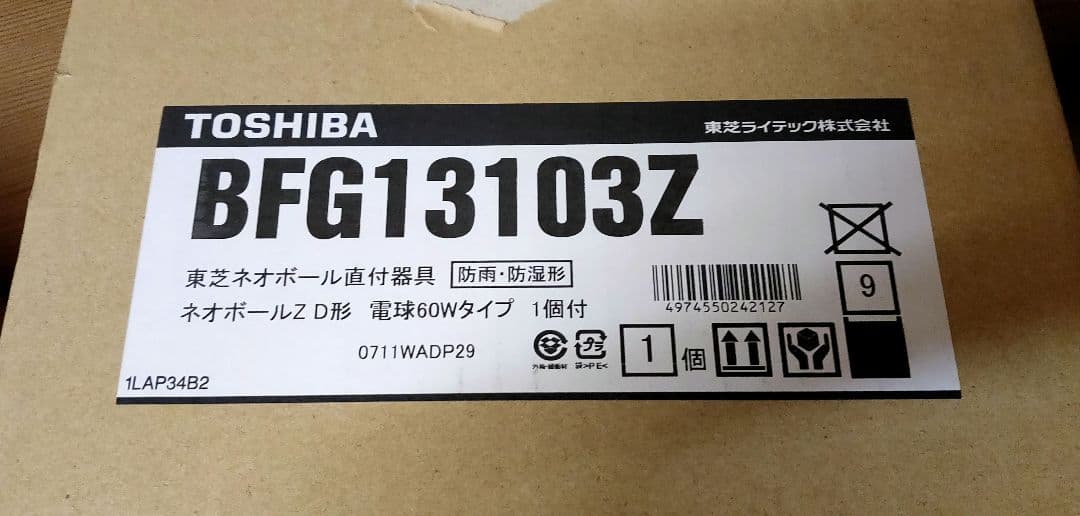 TOSHIBA
東芝ライテック株式会社
BFG13103Z
東芝ネオボール直付器具 防雨・防湿形
ネオボールZ D形 電球60Wタイプ 1個付
4974550242127
9
0711WADP29
プラ
1個
1LAP34B2